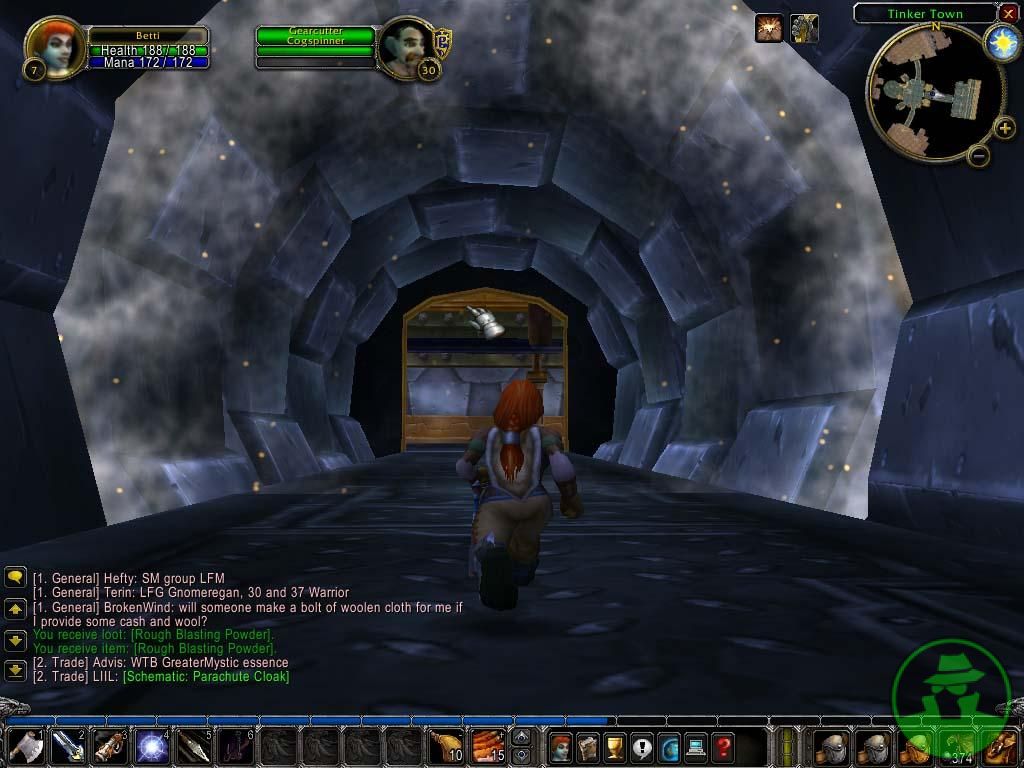 Betti
Health 188 / 188
Mana 172 / 172
7
Gearcutter
Cogspinner
30
Tinker Town
N
[1. General] Hefty: SM group LFM
[1. General] Terin: LFG Gnomeregan, 30 and 37 Warrior
[1. General] BrokenWind: will someone make a bolt of woolen cloth for me if
I provide some cash and wool?
You receive loot: [Rough Blasting Powder].
You receive item: [Rough Blasting Powder].
[2. Trade] Advis: WTB GreaterMystic essence
[2. Trade] LIIL: [Schematic: Parachute Cloak]
1 2 3 4 5 6 10 15 374